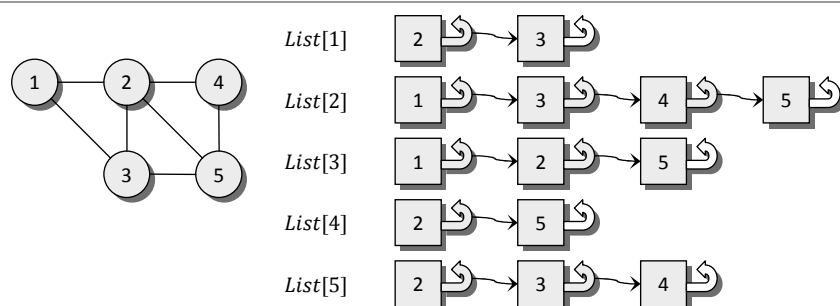 List[1] 2 3
1 2 4
List[2] 1 3 4 5
3 5
List[3] 1 2 5
List[4] 2 5
List[5] 2 3 4